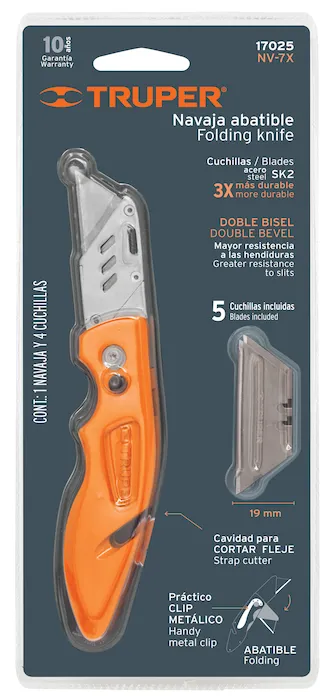 10 años
Garantía
Warranty
17025
NV-7X
TRUPER®
Navaja abatible
Folding knife
Cuchillas / Blades
acero
steel SK2
3X más durable
more durable
DOBLE BISEL
DOUBLE BEVEL
Mayor resistencia
a las hendiduras
Greater resistance
to slits
5 Cuchillas incluidas
Blades included
CONT: 1 NAVAJA Y 4 CUCHILLAS
TRUPER
19 mm
Cavidad para
CORTAR FLEJE
Strap cutter
Práctico
CLIP
METÁLICO
Handy
metal clip
ABATIBLE
Folding